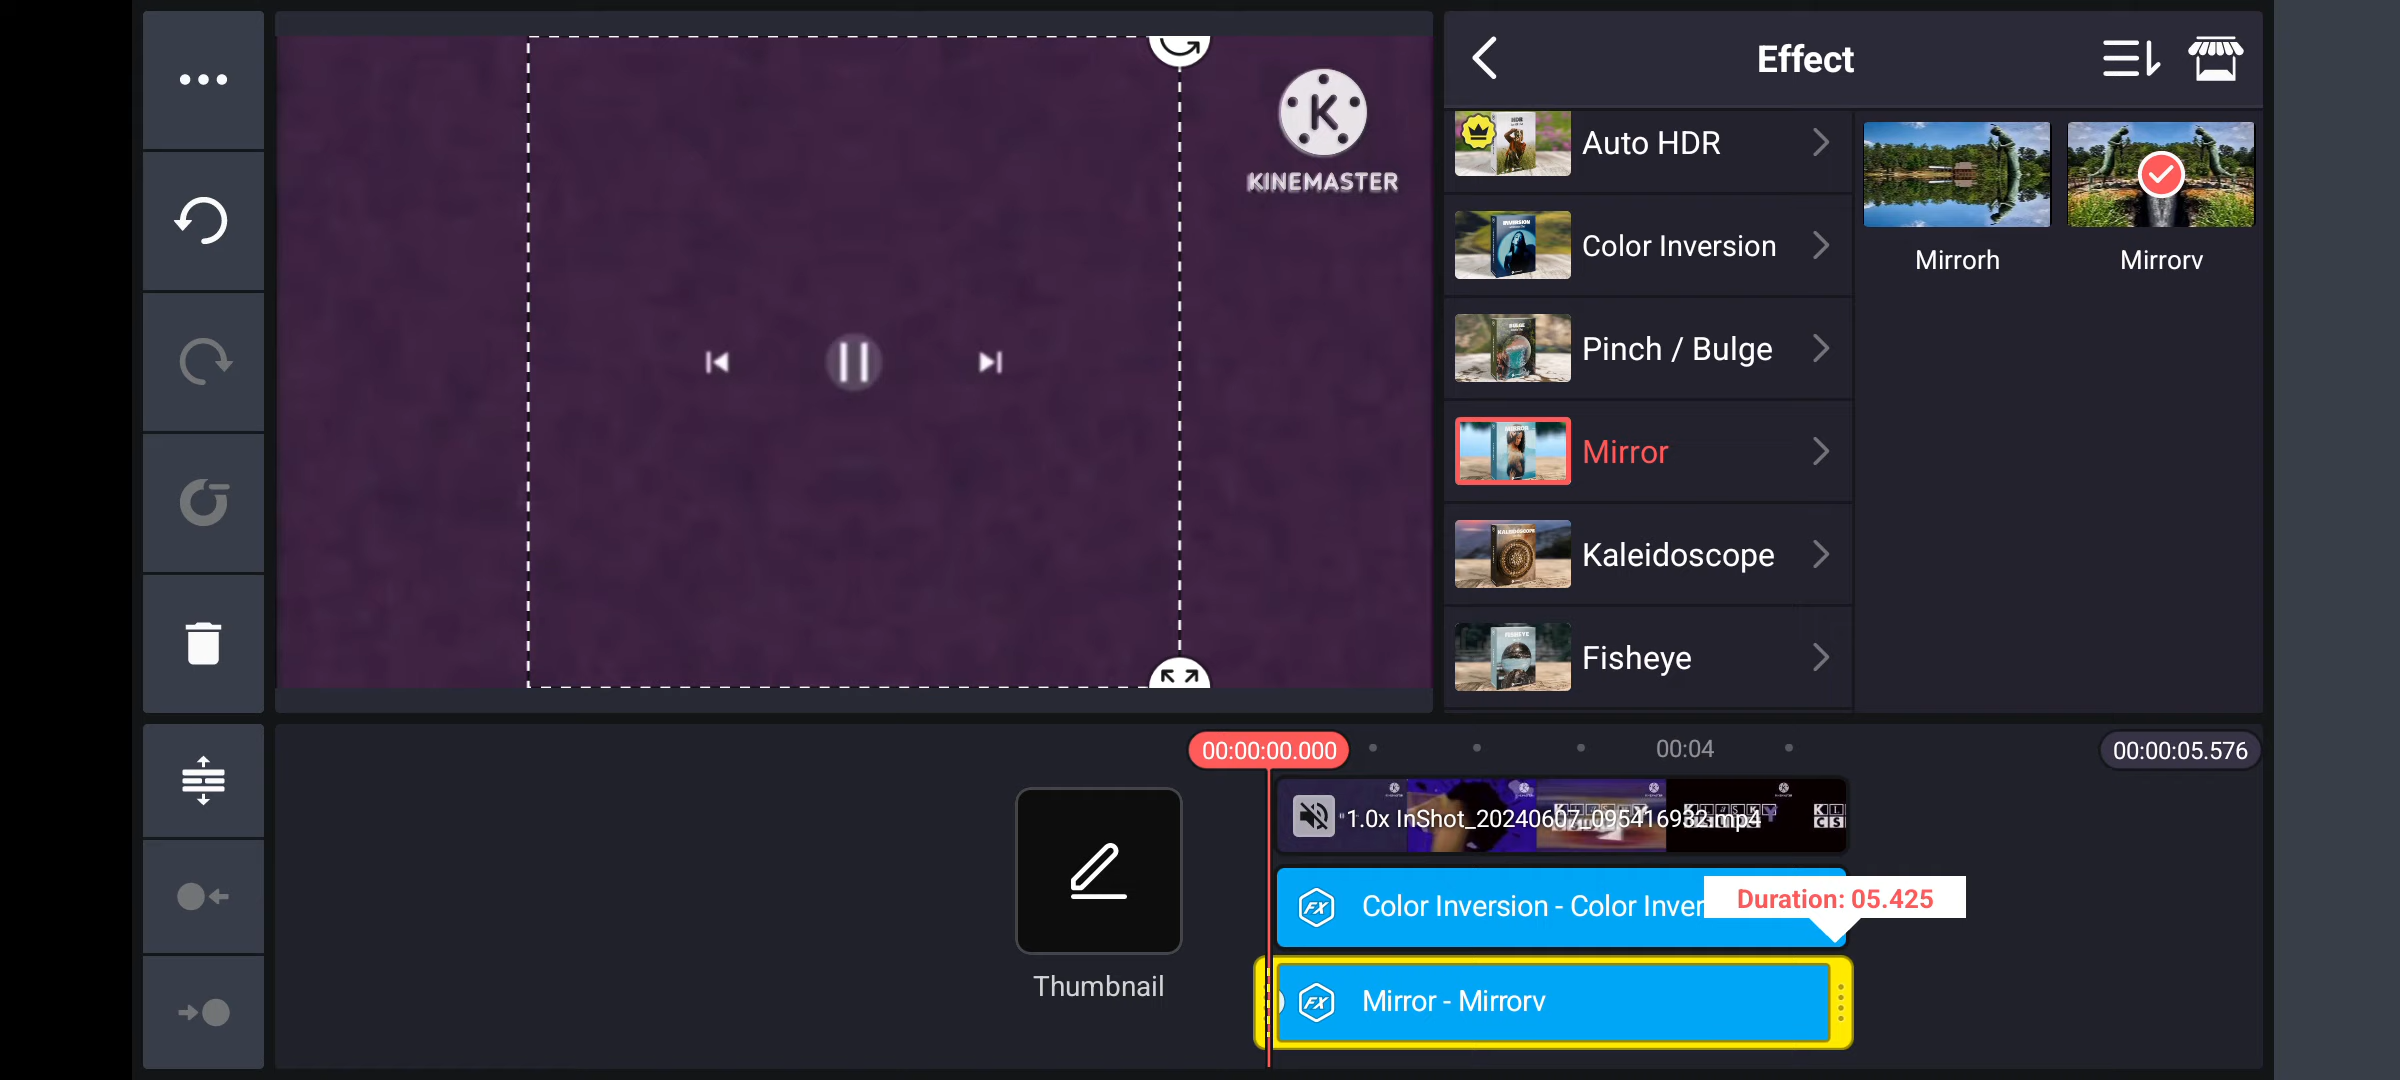 Effect
K
KINEMASTER
Auto HDR
Color Inversion
Pinch / Bulge
Mirror
Kaleidoscope
Fisheye
Mirrorh
Mirrorv
00:00:00.000
00:04
00:00:05.576
1.0x InShot_20240607_095416932.mp4
Color Inversion - Color Inver
Duration: 05.425
Thumbnail
FX
Mirror - Mirrorv